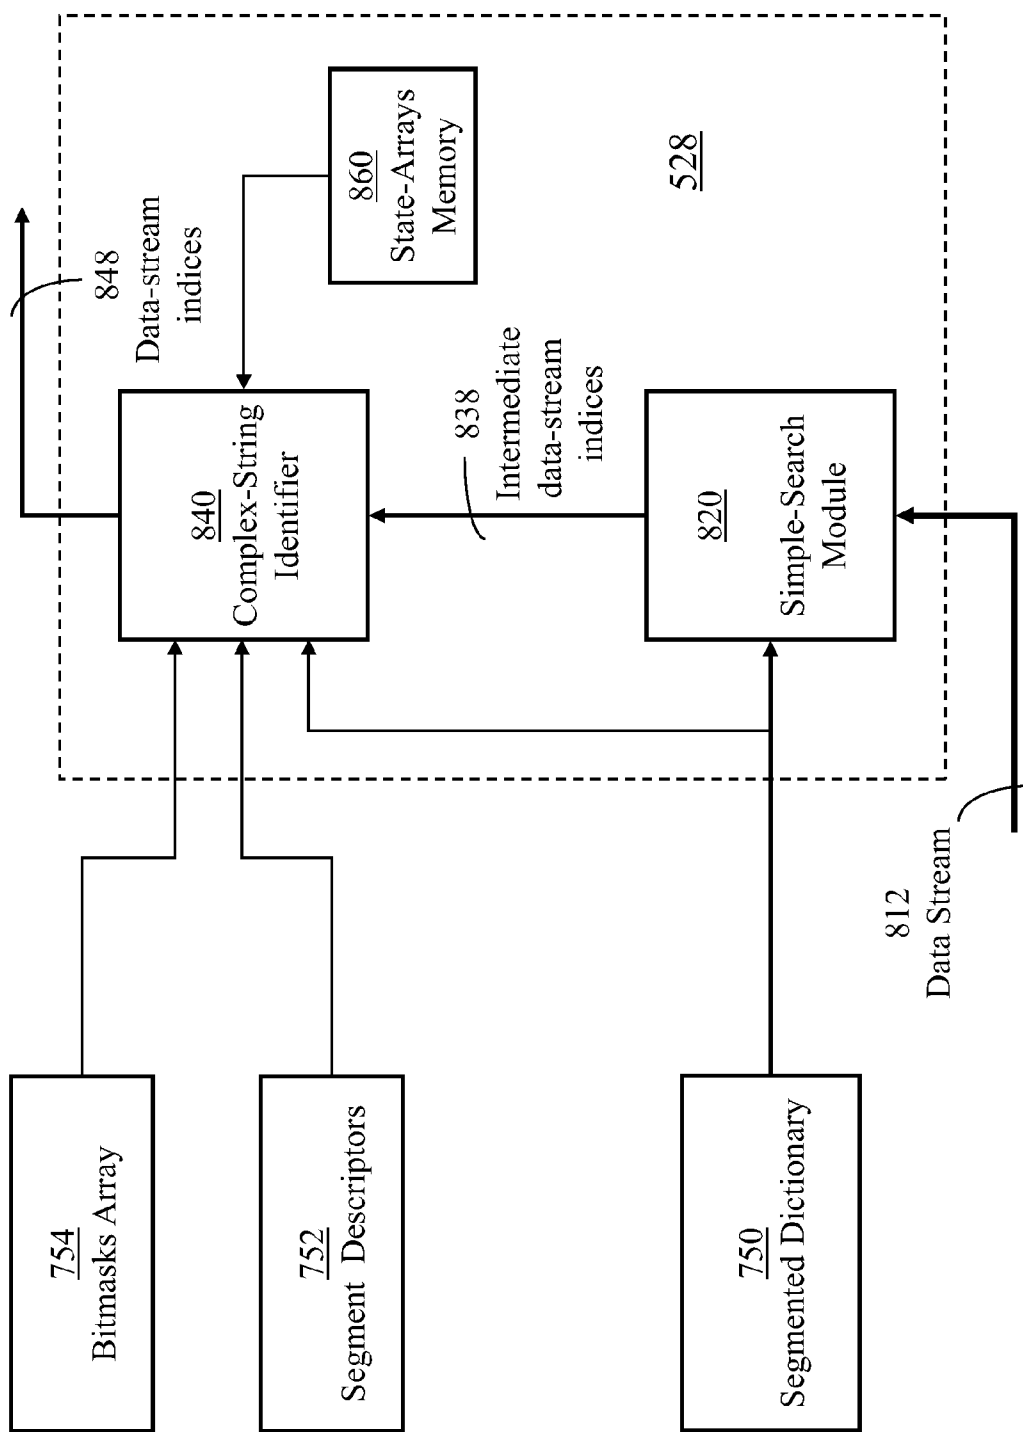 754
Bitmasks Array
752
Segment Descriptors
750
Segmented Dictionary
812
Data Stream
840
Complex-String
Identifier
820
Simple-Search
Module
838
Intermediate
data-stream
indices
848
Data-stream
indices
860
State-Arrays
Memory
528